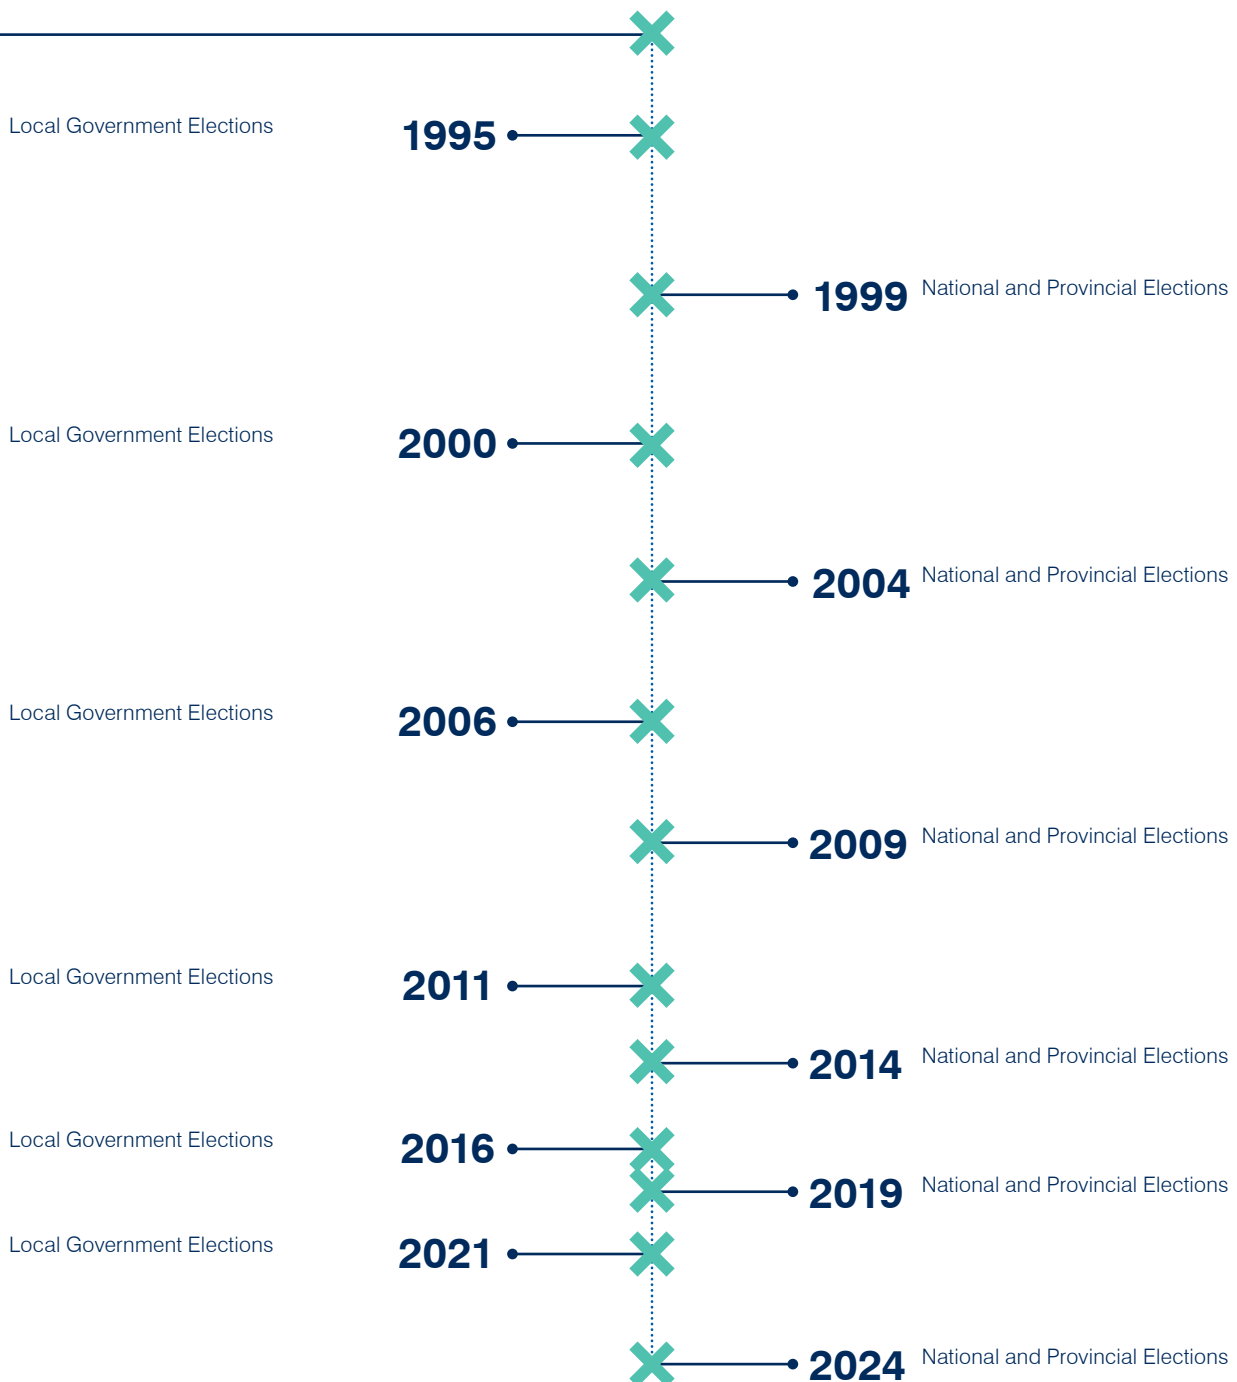 Local Government Elections 1995
1999 National and Provincial Elections
Local Government Elections 2000
2004 National and Provincial Elections
Local Government Elections 2006
2009 National and Provincial Elections
Local Government Elections 2011
2014 National and Provincial Elections
Local Government Elections 2016
2019 National and Provincial Elections
Local Government Elections 2021
2024 National and Provincial Elections